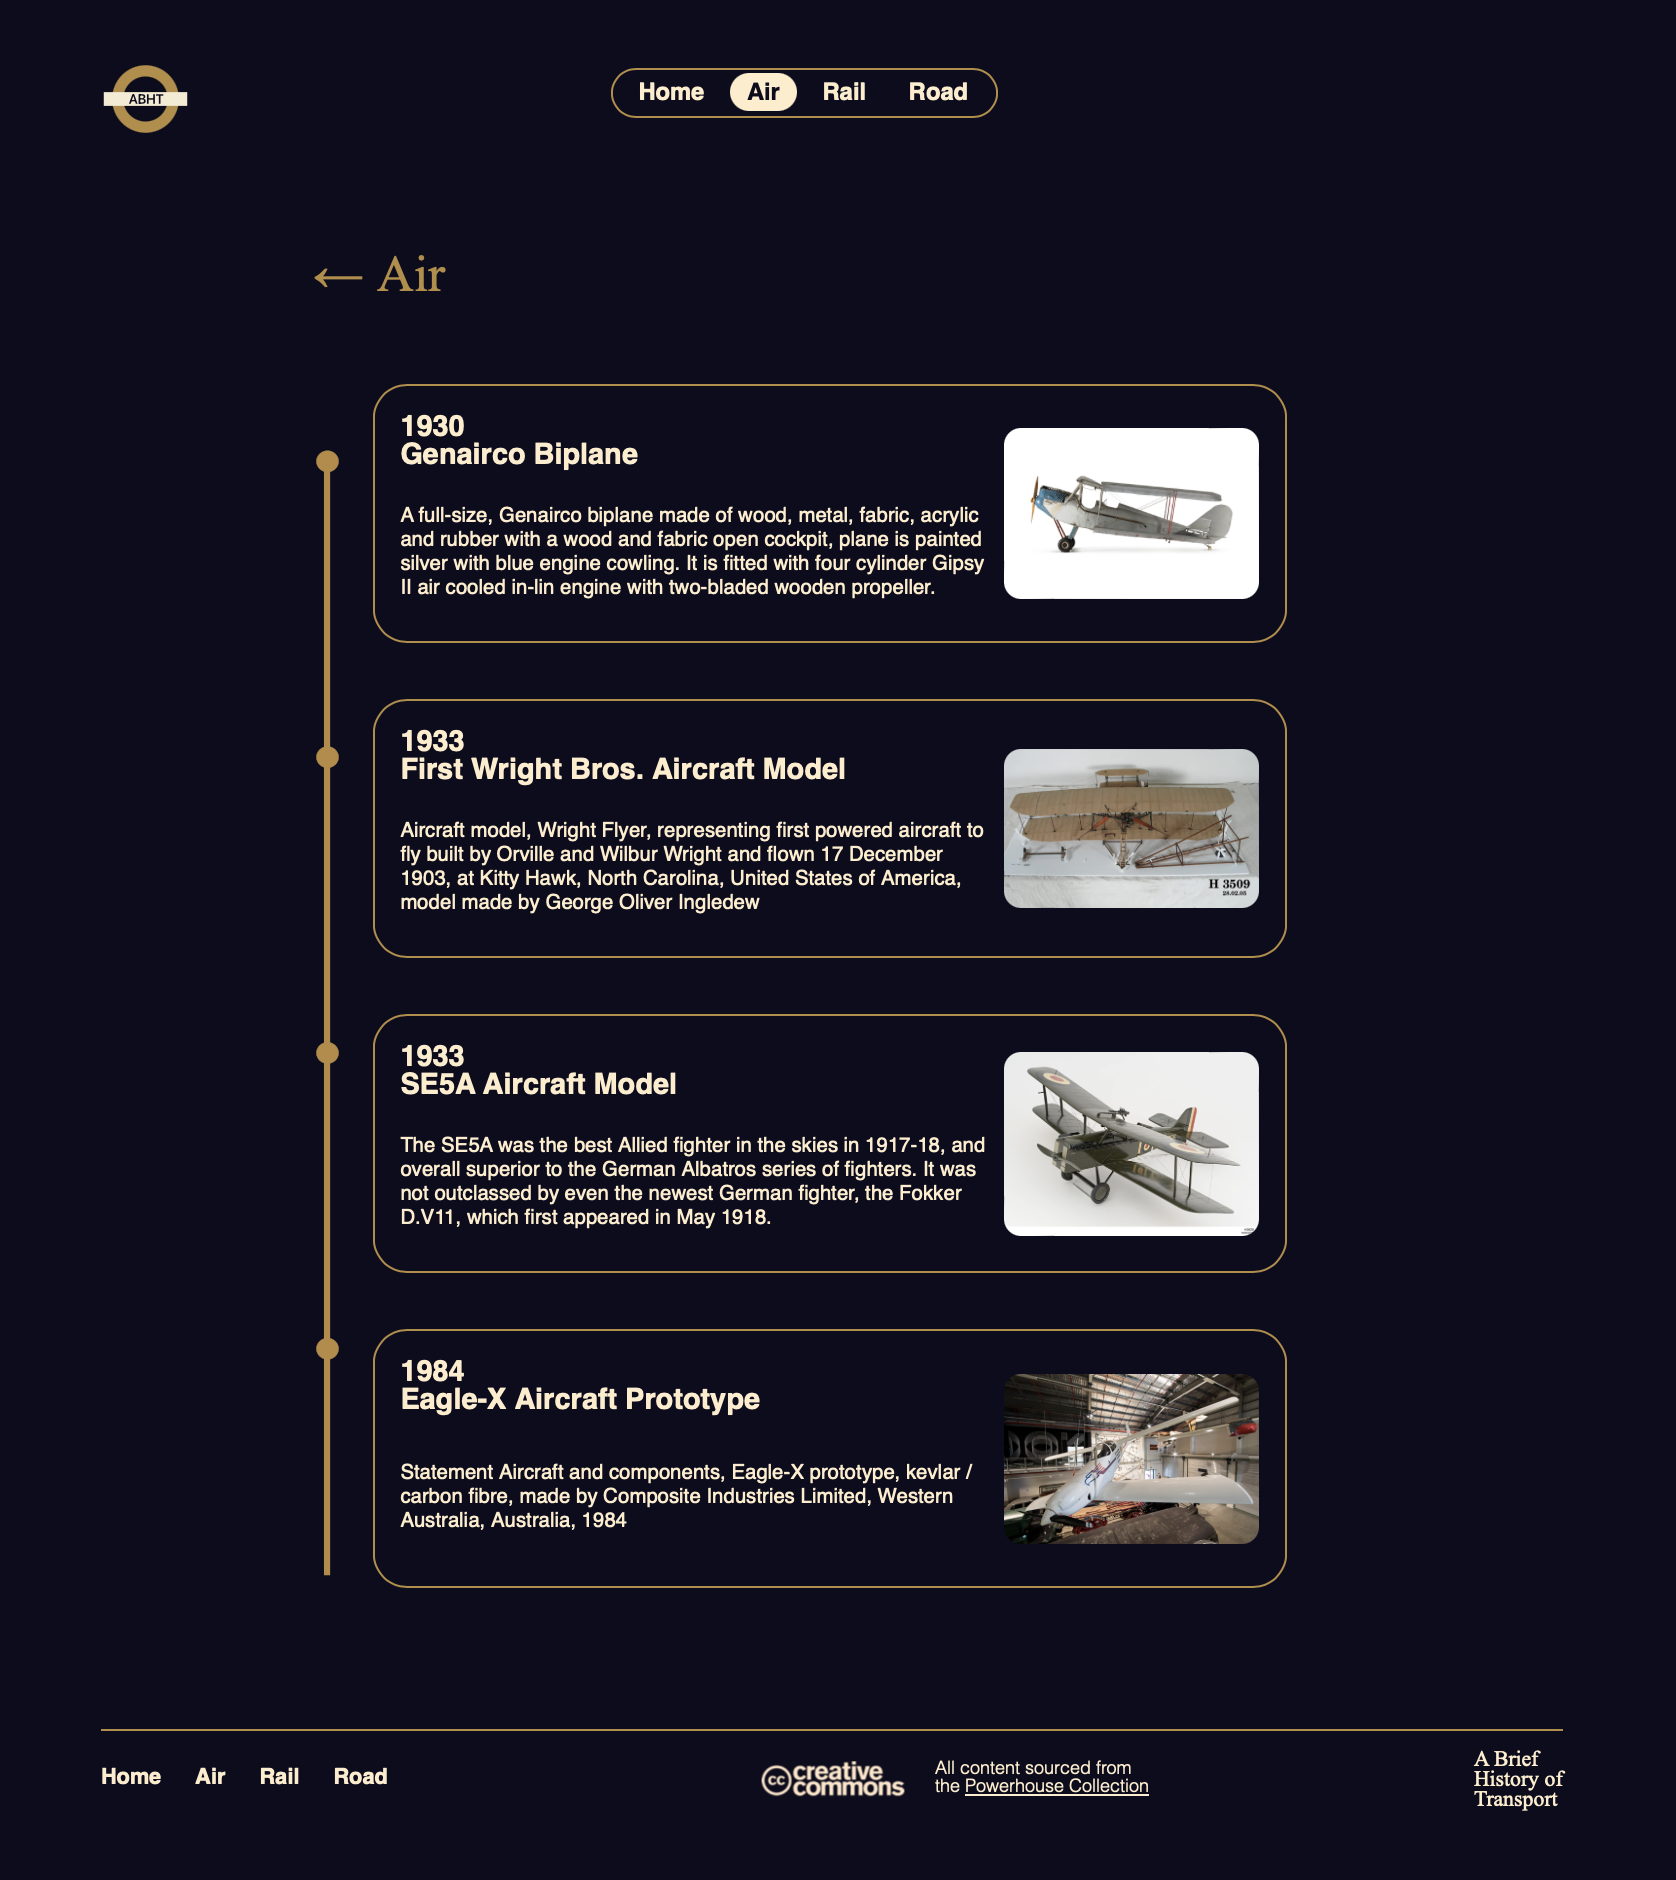 ABHT
Home Air Rail Road
← Air
1930
Genairco Biplane
A full-size, Genairco biplane made of wood, metal, fabric, acrylic
and rubber with a wood and fabric open cockpit, plane is painted
silver with blue engine cowling. It is fitted with four cylinder Gipsy
II air cooled in-lin engine with two-bladed wooden propeller.
1933
First Wright Bros. Aircraft Model
Aircraft model, Wright Flyer, representing first powered aircraft to
fly built by Orville and Wilbur Wright and flown 17 December
1903, at Kitty Hawk, North Carolina, United States of America,
model made by George Oliver Ingledew
H 3509
28.02.85
1933
SE5A Aircraft Model
The SE5A was the best Allied fighter in the skies in 1917-18, and
overall superior to the German Albatros series of fighters. It was
not outclassed by even the newest German fighter, the Fokker
D.V11, which first appeared in May 1918.
1984
Eagle-X Aircraft Prototype
Statement Aircraft and components, Eagle-X prototype, kevlar /
carbon fibre, made by Composite Industries Limited, Western
Australia, Australia, 1984
Home Air Rail Road
cc creative
commons
All content sourced from
the Powerhouse Collection
A Brief
History of
Transport